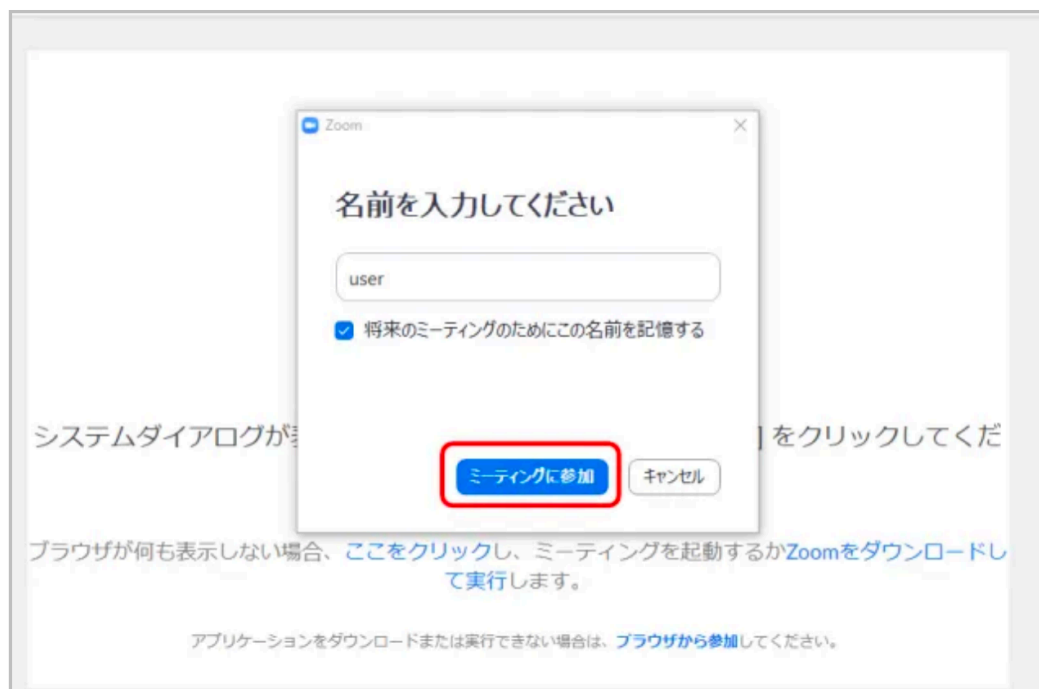 Zoom
名前を入力してください
user
将来のミーティングのためにこの名前を記憶する
システムダイアログが
] をクリックしてくだ
ミーティングに参加
キャンセル
ブラウザが何も表示しない場合、ここをクリックし、ミーティングを起動するかZoomをダウンロードし
て実行します。
アプリケーションをダウンロードまたは実行できない場合は、ブラウザから参加してください。